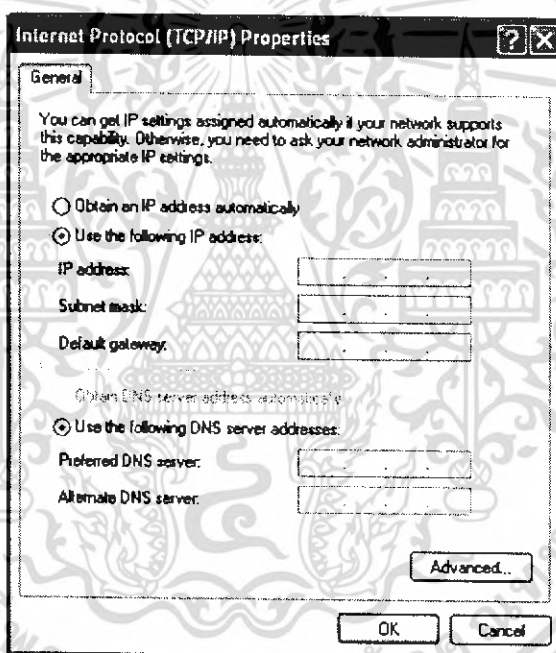 Internet Protocol (TCP/IP) Properties
General
You can get IP settings assigned automatically if your network supports
this capability. Otherwise, you need to ask your network administrator for
the appropriate IP settings.
Obtain an IP address automatically
Use the following IP address:
IP address:
Subnet mask:
Default gateway:
Obtain DNS server address automatically
Use the following DNS server addresses:
Preferred DNS server:
Alternate DNS server:
Advanced...
OK
Cancel